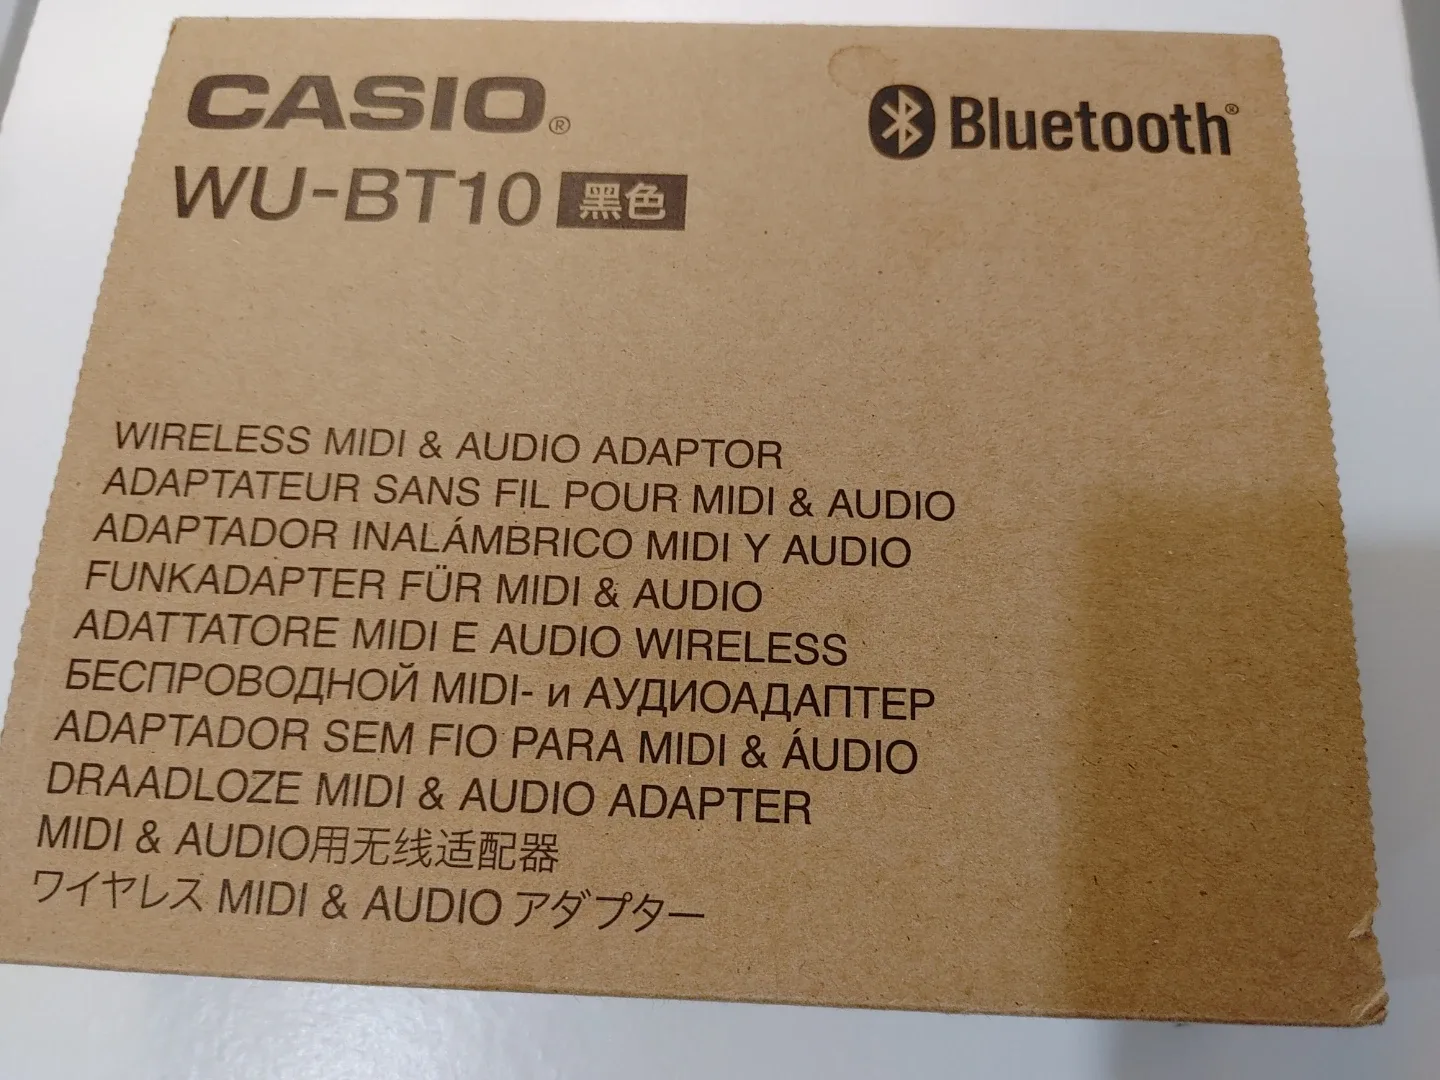 CASIO®
Bluetooth®
WU-BT10 黑色
WIRELESS MIDI & AUDIO ADAPTOR
ADAPTATEUR SANS FIL POUR MIDI & AUDIO
ADAPTADOR INALÁMBRICO MIDI Y AUDIO
FUNKADAPTER FÜR MIDI & AUDIO
ADATTATORE MIDI E AUDIO WIRELESS
БЕСПРОВОДНОЙ MIDI- и АУДИОАДАПТЕР
ADAPTADOR SEM FIO PARA MIDI & ÁUDIO
DRAADLOZE MIDI & AUDIO ADAPTER
MIDI & AUDIO用无线适配器
ワイヤレス MIDI & AUDIO アダプター